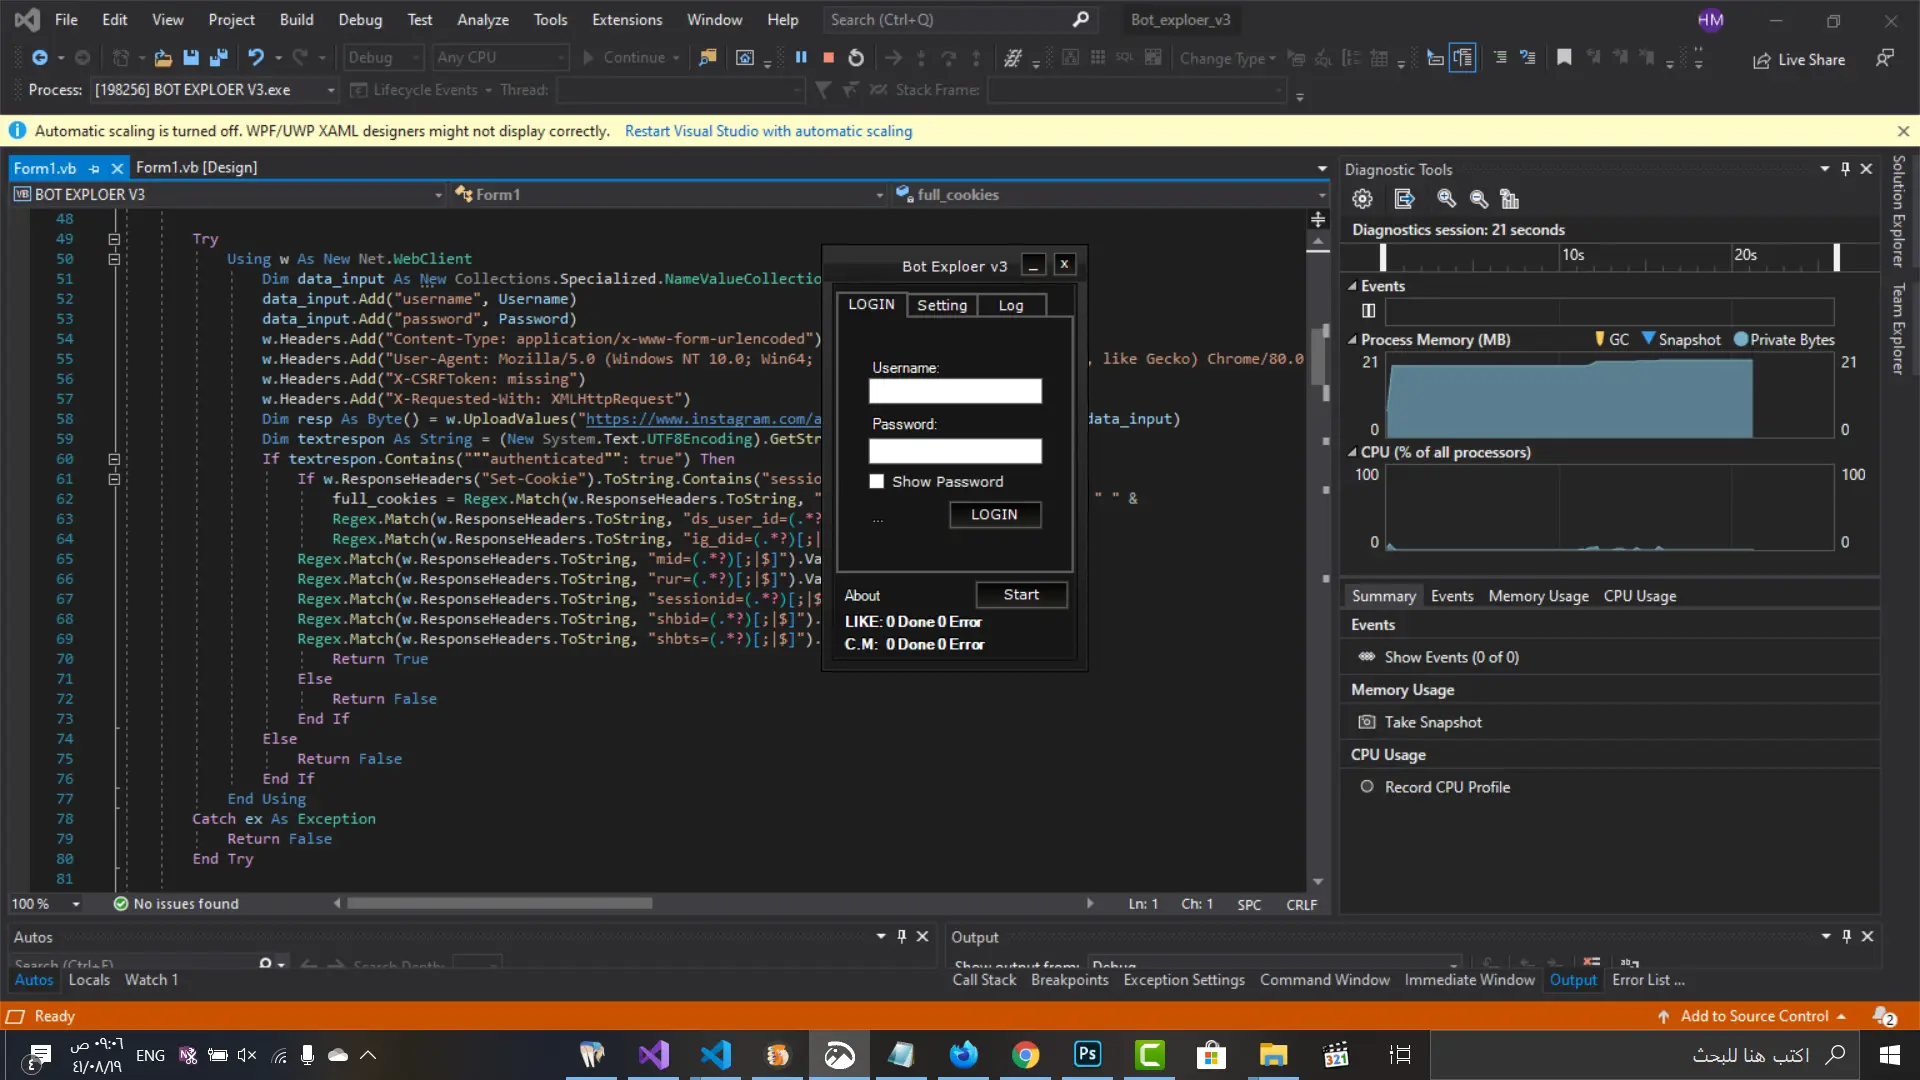 File Edit View Project Build Debug Test Analyze Tools Extensions Window Help Search (Ctrl+Q) Bot_exploer_v3 HM
Debug Any CPU Continue SQL Change Type Live Share
Process: [198256] BOT EXPLOER V3.exe Lifecycle Events Thread: Stack Frame:
Automatic scaling is turned off. WPF/UWP XAML designers might not display correctly. Restart Visual Studio with automatic scaling
Form1.vb Form1.vb [Design]
VB BOT EXPLOER V3 Form1 full_cookies
48
49 Try
50 Using w As New Net.WebClient
51 Dim data_input As New Collections.Specialized.NameValueCollectio
52 data_input.Add("username", Username)
53 data_input.Add("password", Password)
54 w.Headers.Add("Content-Type: application/x-www-form-urlencoded")
55 w.Headers.Add("User-Agent: Mozilla/5.0 (Windows NT 10.0; Win64; , like Gecko) Chrome/80.0
56 w.Headers.Add("X-CSRFToken: missing")
57 w.Headers.Add("X-Requested-With: XMLHttpRequest")
58 Dim resp As Byte() = w.UploadValues("https://www.instagram.com/a data_input)
59 Dim textrespon As String = (New System.Text.UTF8Encoding).GetStr
60 If textrespon.Contains("""authenticated"": true") Then
61 If w.ResponseHeaders("Set-Cookie").ToString.Contains("sessio
62 full_cookies = Regex.Match(w.ResponseHeaders.ToString, " " " &
63 Regex.Match(w.ResponseHeaders.ToString, "ds_user_id=(.*?
64 Regex.Match(w.ResponseHeaders.ToString, "ig_did=(.*?)[;|
65 Regex.Match(w.ResponseHeaders.ToString, "mid=(.*?)[;|$]").Va
66 Regex.Match(w.ResponseHeaders.ToString, "rur=(.*?)[;|$]").Va
67 Regex.Match(w.ResponseHeaders.ToString, "sessionid=(.*?)[;|$
68 Regex.Match(w.ResponseHeaders.ToString, "shbid=(.*?)[;|$]").
69 Regex.Match(w.ResponseHeaders.ToString, "shbts=(.*?)[;|$]").
70 Return True
71 Else
72 Return False
73 End If
74 Else
75 Return False
76 End If
77 End Using
78 Catch ex As Exception
79 Return False
80 End Try
81
Bot Exploer v3 _ x
LOGIN Setting Log
Username:
Password:
Show Password
... LOGIN
About Start
LIKE: 0 Done 0 Error
C.M: 0 Done 0 Error
Diagnostic Tools
Diagnostics session: 21 seconds
10s 20s
Events
Process Memory (MB) GC Snapshot Private Bytes
21 21
0 0
CPU (% of all processors)
100 100
0 0
Summary Events Memory Usage CPU Usage
Events
Show Events (0 of 0)
Memory Usage
Take Snapshot
CPU Usage
Record CPU Profile
Solution Explorer
Team Explorer
100 % No issues found Ln: 1 Ch: 1 SPC CRLF
Autos
Search (Ctrl+E) Search Depth:
Autos Locals Watch 1
Output
Show output from: Debug
Call Stack Breakpoints Exception Settings Command Window Immediate Window Output Error List ...
Ready Add to Source Control 2
٠٩:٠٦ ص
٤١/٠٨/١٩
ENG
Ps
321
اكتب هنا للبحث